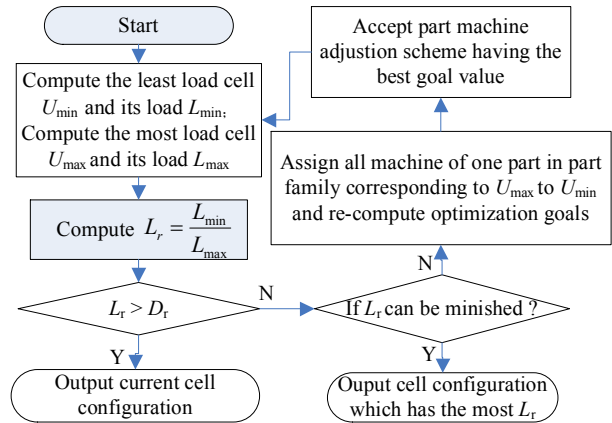 Start
Compute the least load cell
Umin and its load Lmin;
Compute the most load cell
Umax and its load Lmax
Compute Lr = Lmin / Lmax
Lr > Dr
N
Y
Output current cell
configuration
If Lr can be minished ?
N
Y
Ouput cell configuration
which has the most Lr
Assign all machine of one part in part
family corresponding to Umax to Umin
and re-compute optimization goals
Accept part machine
adjustion scheme having the
best goal value